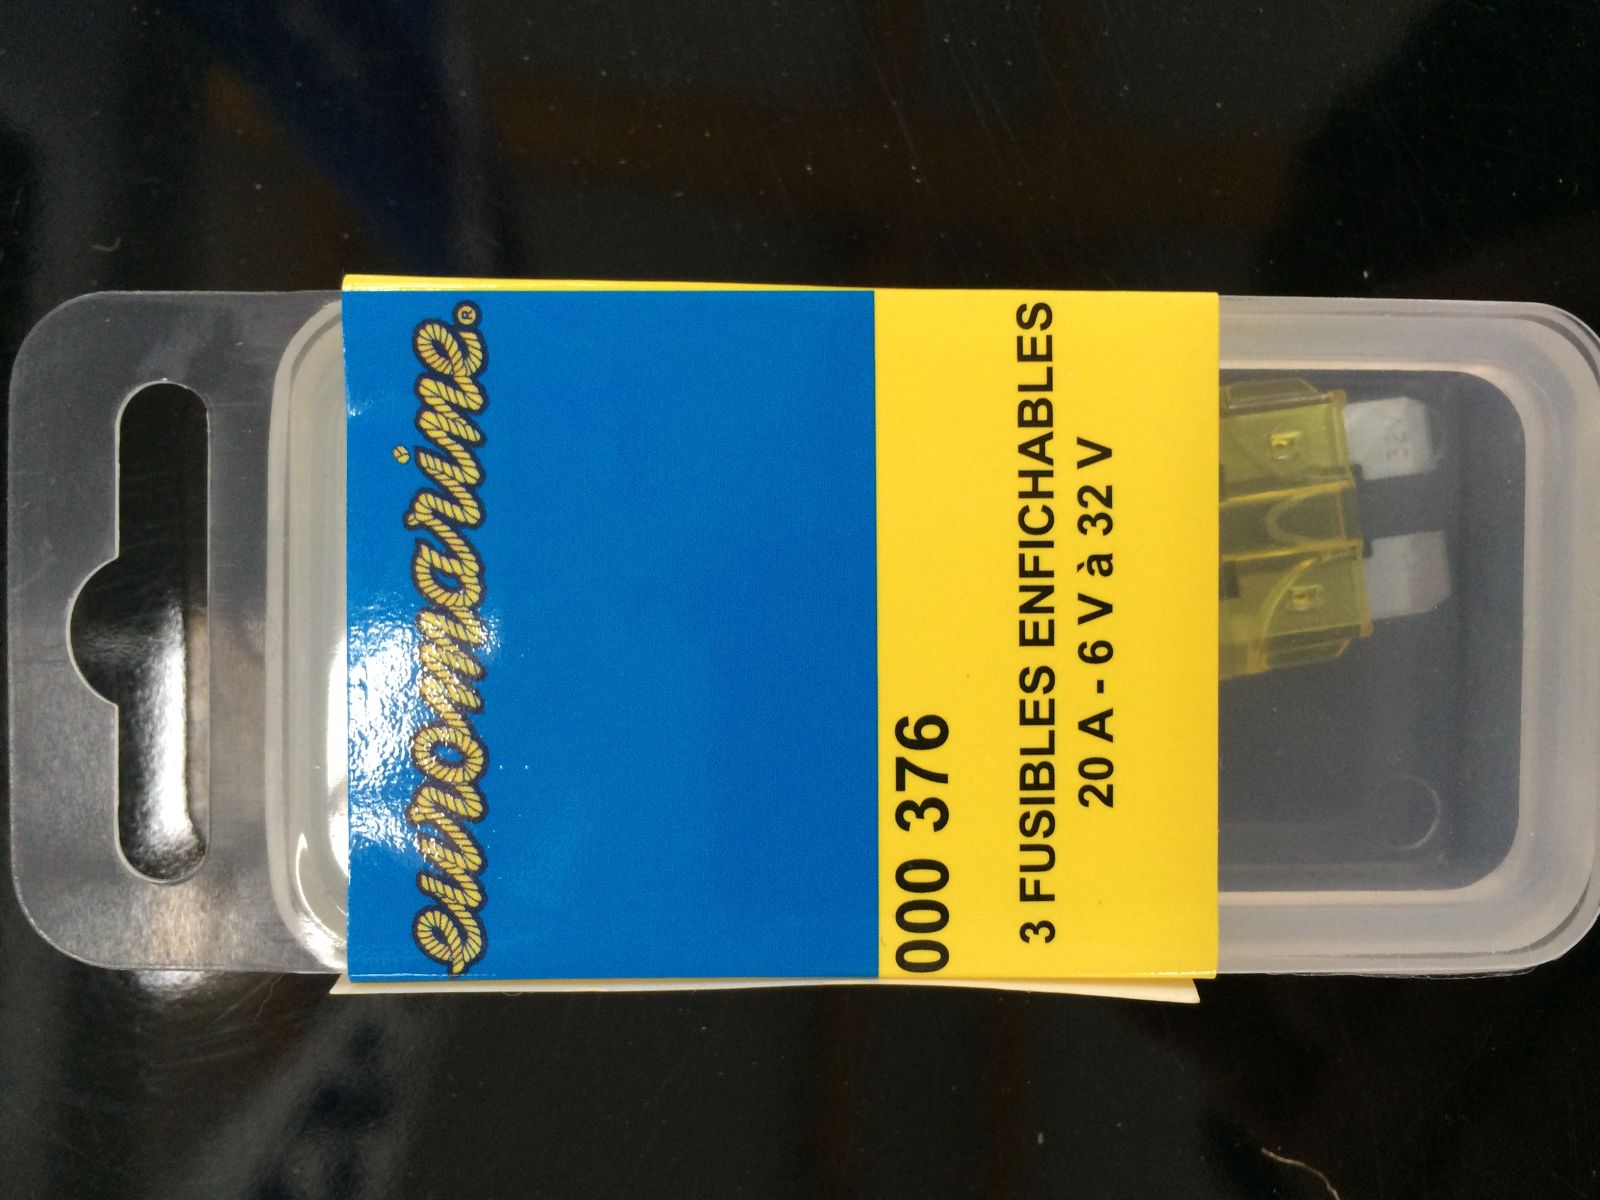 euromarine®
000 376
3 FUSIBLES ENFICHABLES
20 A - 6 V à 32 V